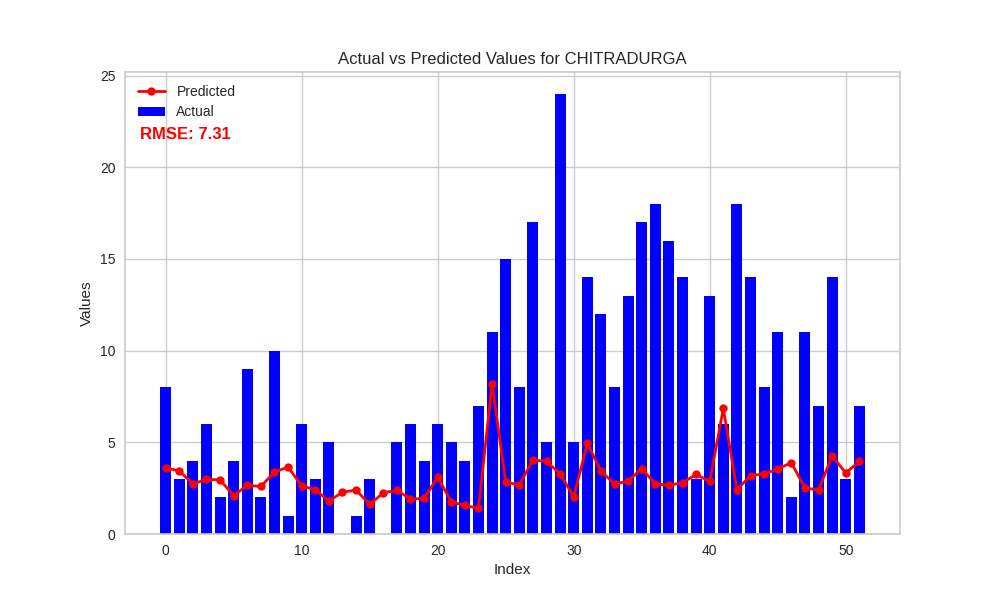 Actual vs Predicted Values for CHITRADURGA
Predicted
Actual
RMSE: 7.31
25
20
15
10
5
0
Values
0 10 20 30 40 50
Index